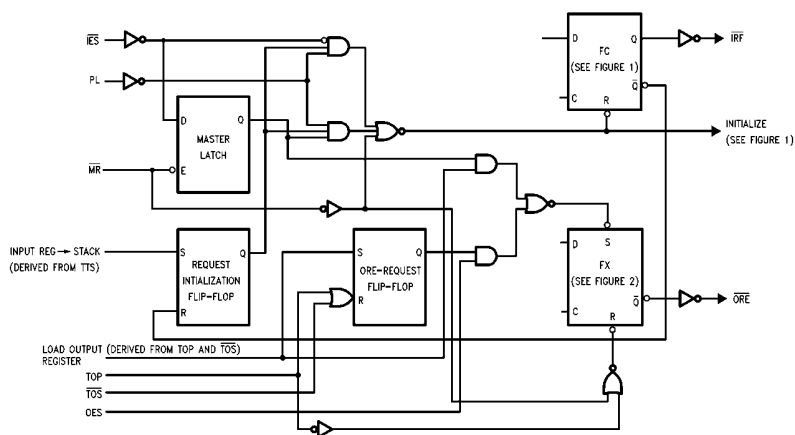 IES
PL
MR
D
Q
MASTER
LATCH
E
D
Q
FC
(SEE FIGURE 1)
Q
C
R
IRF
INITIALIZE
(SEE FIGURE 1)
INPUT REG → STACK
(DERIVED FROM TTS)
S
Q
REQUEST
INTIALIZATION
FLIP-FLOP
R
S
Q
ORE-REQUEST
FLIP-FLOP
R
D
S
FX
(SEE FIGURE 2)
Q
C
R
ORE
LOAD OUTPUT (DERIVED FROM TOP AND TOS)
REGISTER
TOP
TOS
OES